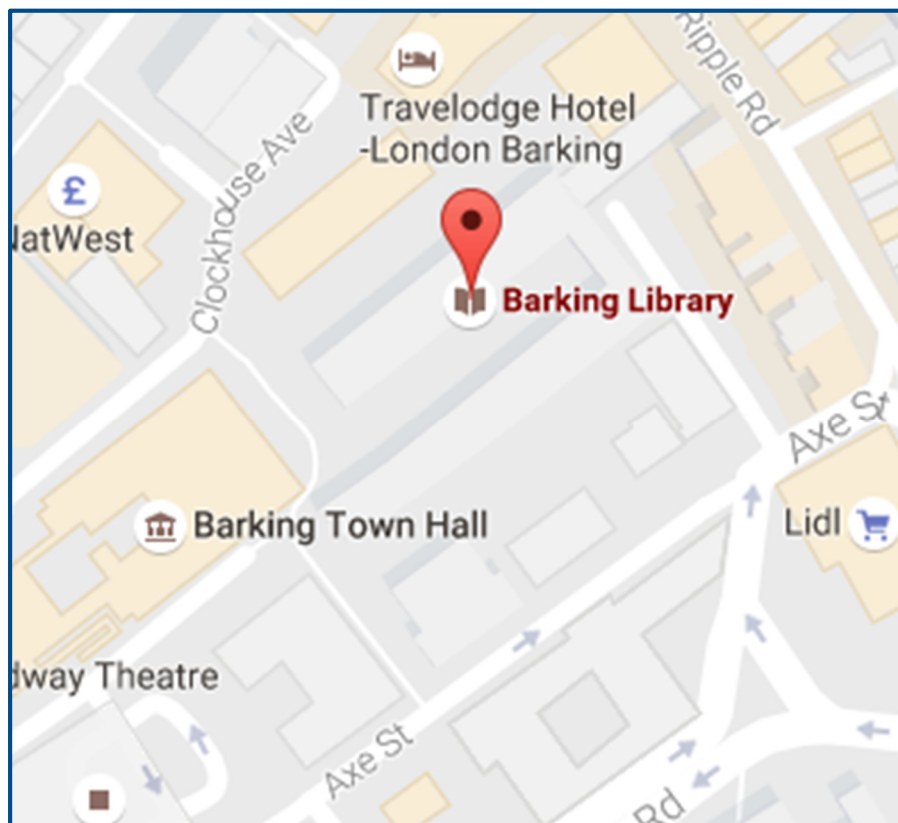 Ripple Rd
Travelodge Hotel
-London Barking
Clockhouse Ave
£
NatWest
Barking Library
Axe St
Barking Town Hall
Lidl
dway Theatre
Axe St
Rd